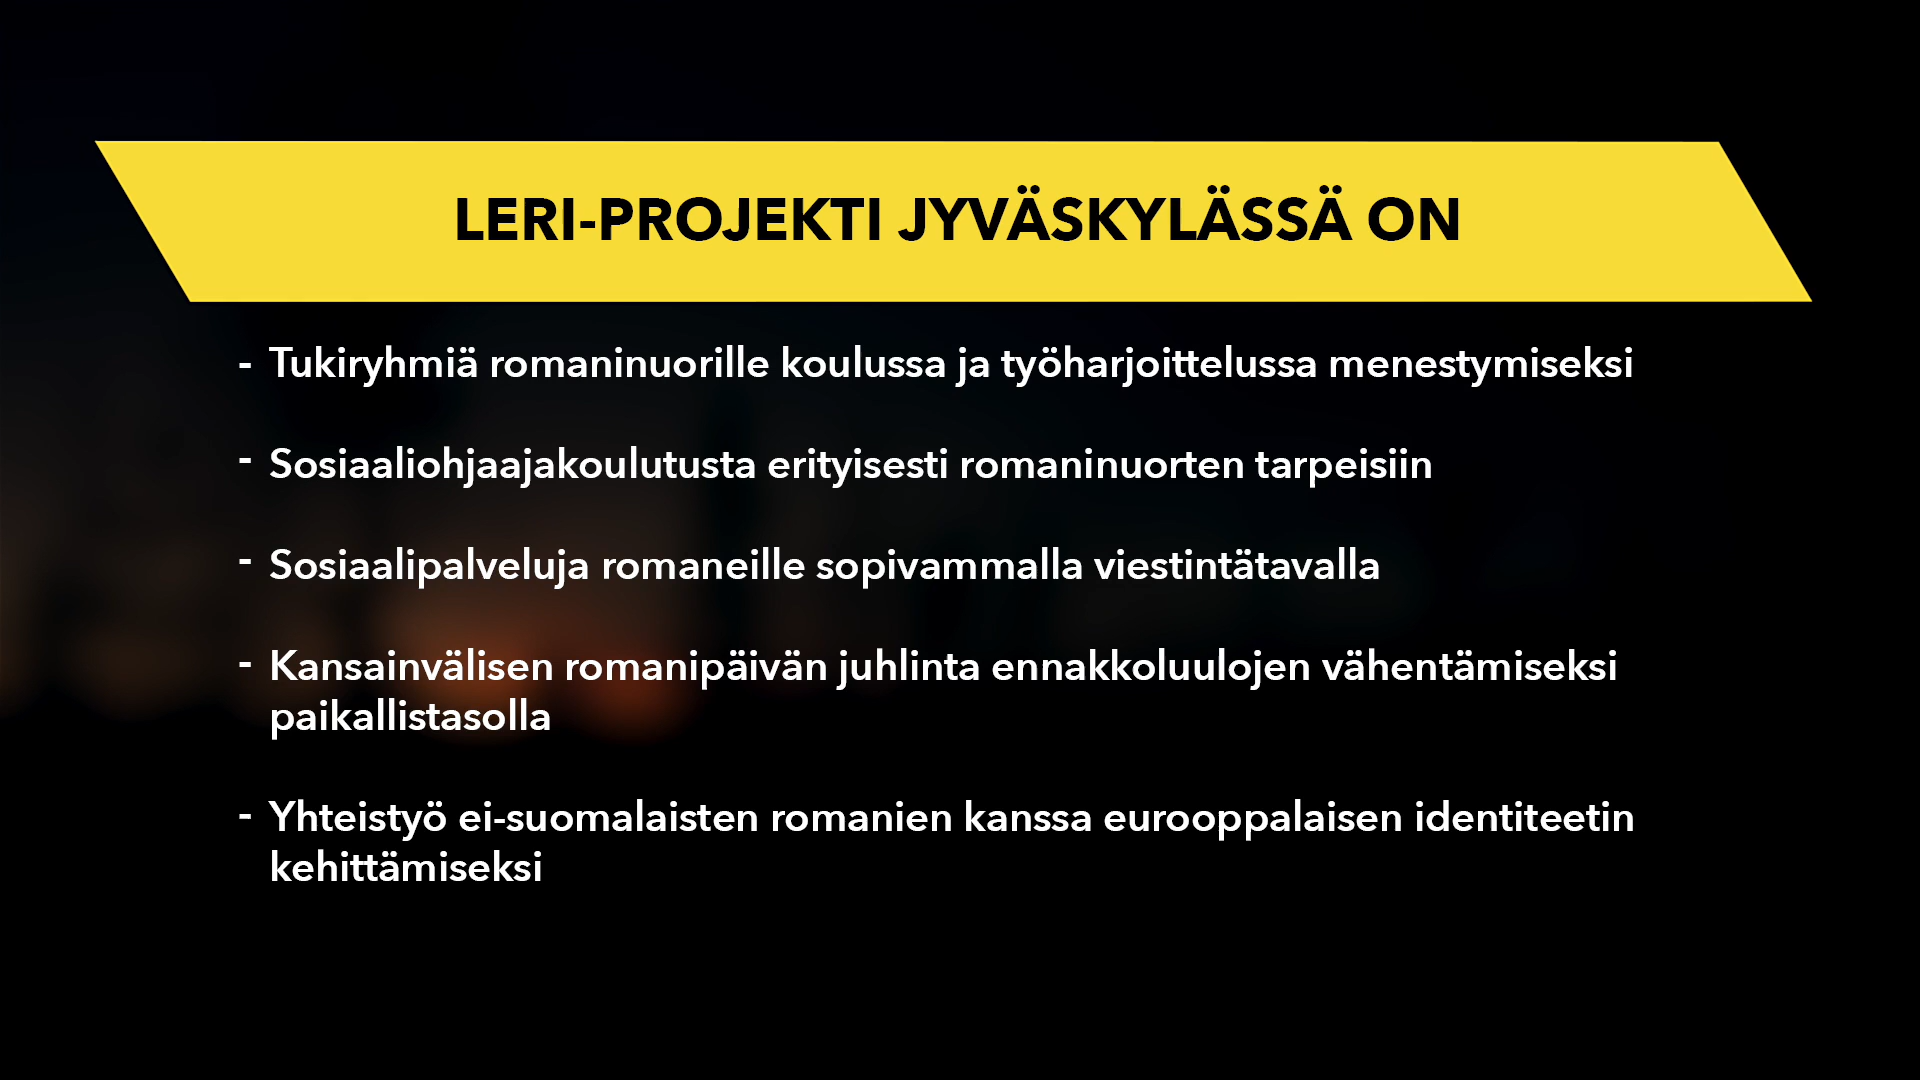 LERI-PROJEKTI JYVÄSKYLÄSSÄ ON
- Tukiryhmiä romaninuorille koulussa ja työharjoittelussa menestymiseksi
- Sosiaaliohjaajakoulutusta erityisesti romaninuorten tarpeisiin
- Sosiaalipalveluja romaneille sopivammalla viestintätavalla
- Kansainvälisen romanipäivän juhlinta ennakkoluulojen vähentämiseksi
paikallistasolla
- Yhteistyö ei-suomalaisten romanien kanssa eurooppalaisen identiteetin
kehittämiseksi